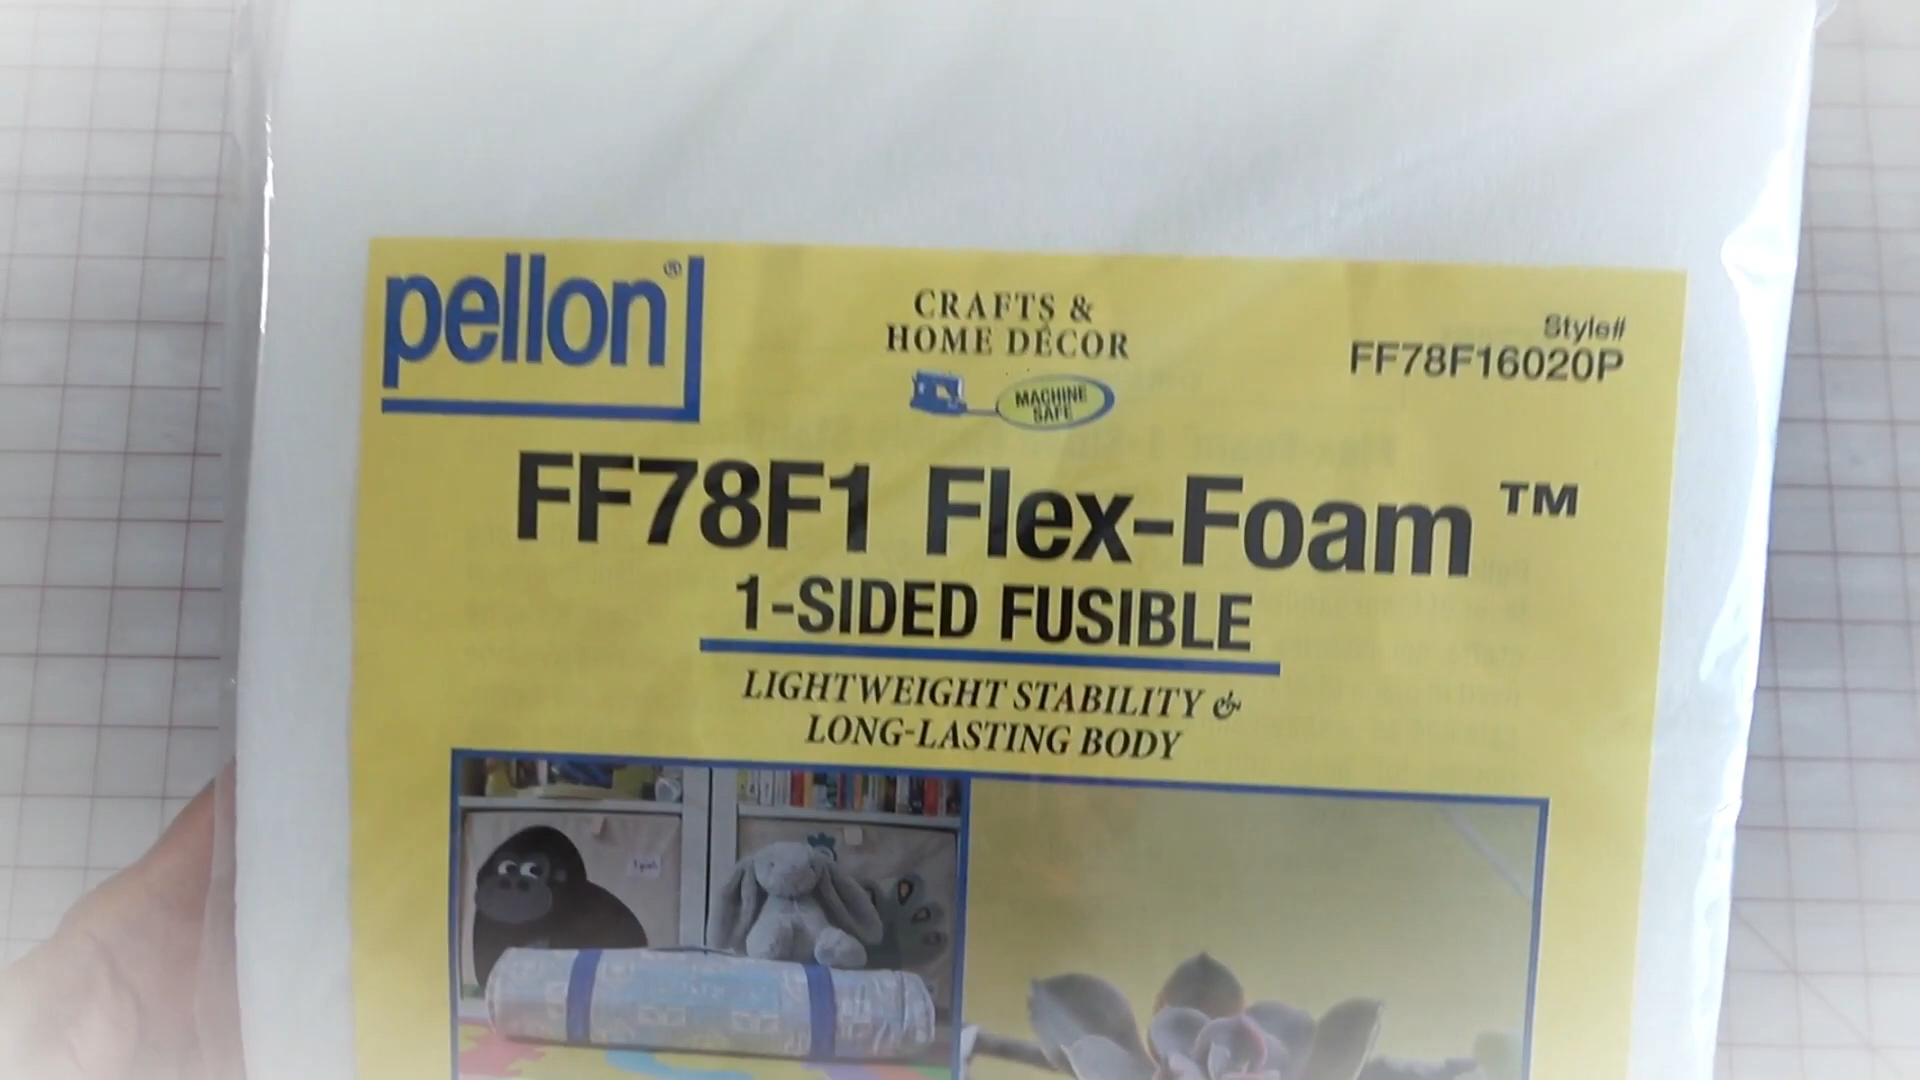 pellon®
CRAFTS &
HOME DÉCOR
MACHINE
SAFE
Style#
FF78F16020P
FF78F1 Flex-Foam™
1-SIDED FUSIBLE
LIGHTWEIGHT STABILITY &
LONG-LASTING BODY